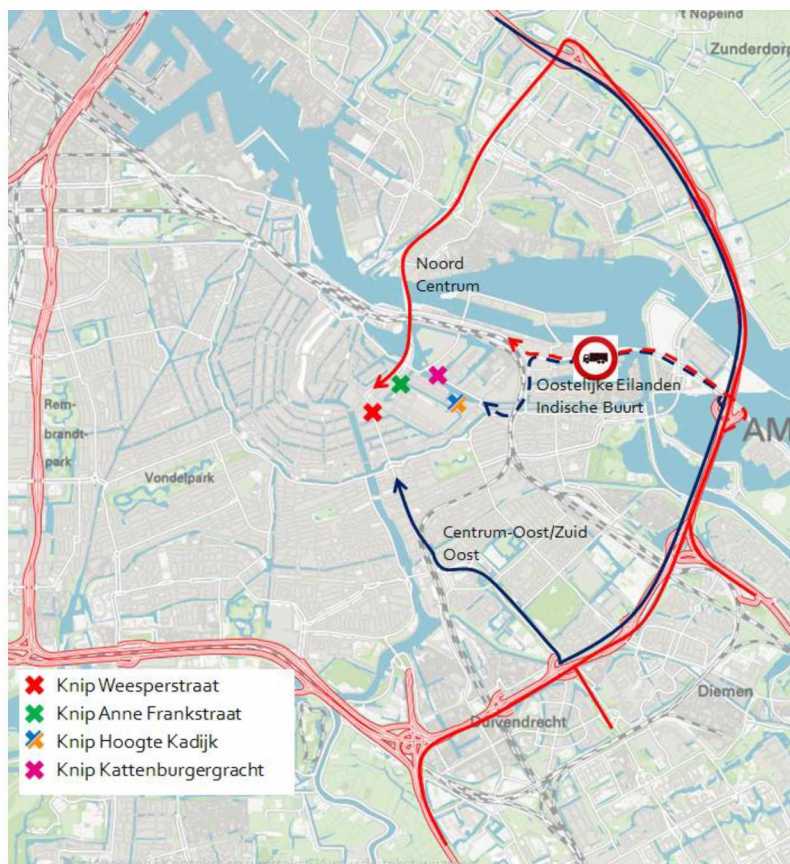 't Nopeind
Zunderdorp
Noord
Centrum
Oostelijke Eilanden
Indische Buurt
Rem-
brandt-
park
AM
Vondelpark
Centrum-Oost/Zuid
Oost
Diemen
Duivendrecht
Knip Weesperstraat
Knip Anne Frankstraat
Knip Hoogte Kadijk
Knip Kattenburgergracht